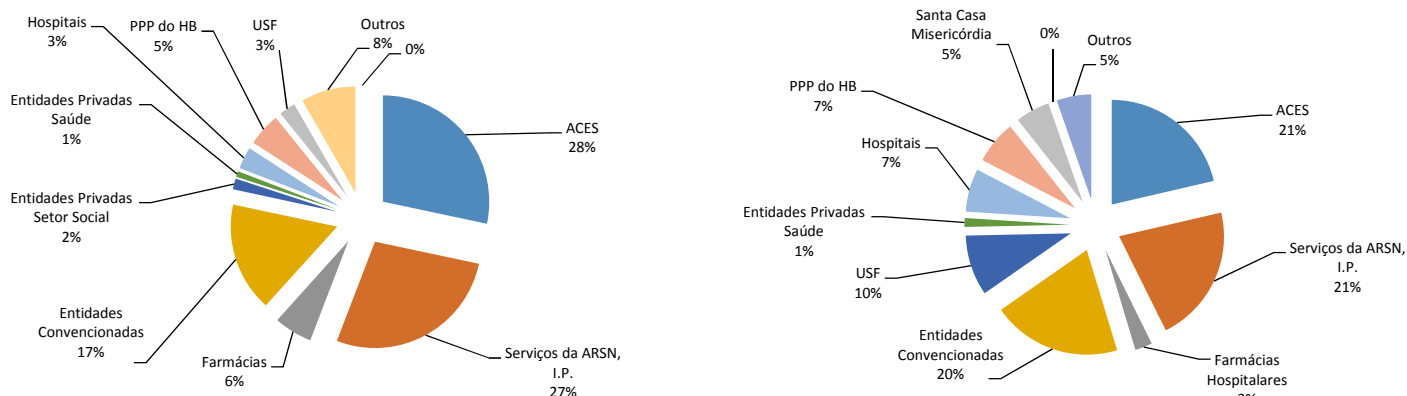 Hospitais
3%
PPP do HB
5%
USF
3%
Outros
8%
0%
Entidades Privadas
Saúde
1%
ACES
28%
Entidades Privadas
Setor Social
2%
Entidades
Convencionadas
17%
Farmácias
6%
Serviços da ARSN,
I.P.
27%
Santa Casa
Misericórdia
5%
0%
Outros
5%
PPP do HB
7%
ACES
21%
Hospitais
7%
Entidades Privadas
Saúde
1%
Serviços da ARSN,
I.P.
21%
USF
10%
Entidades
Convencionadas
20%
Farmácias
Hospitalares